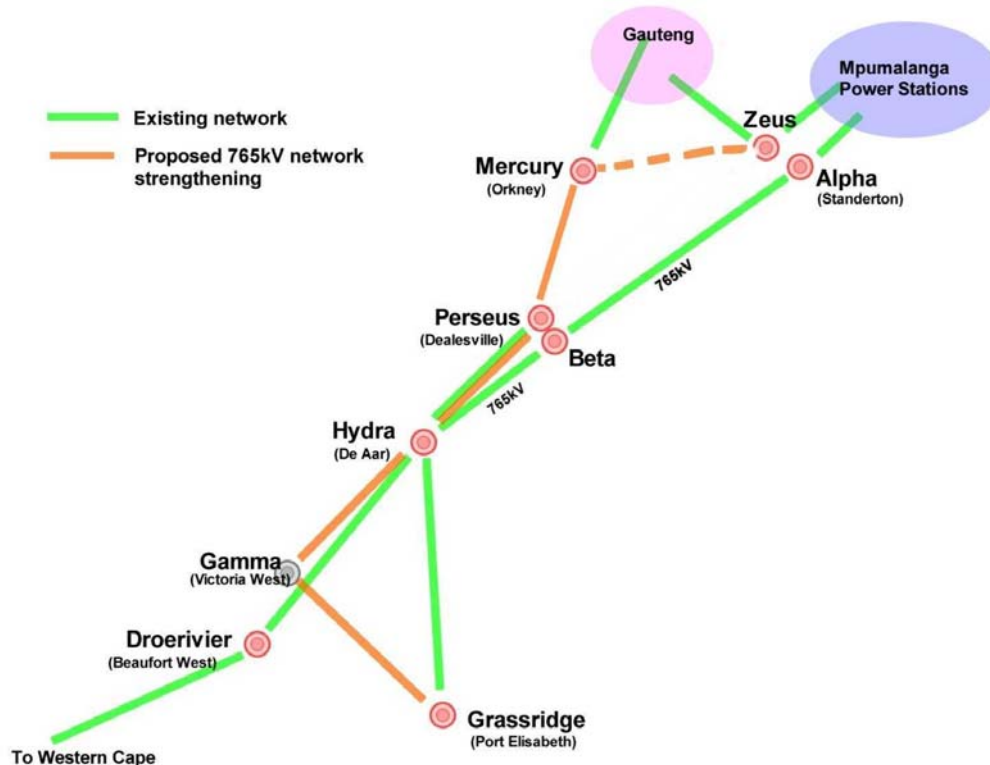 Gauteng
Mpumalanga
Power Stations
Existing network
Proposed 765kV network
strengthening
Zeus
Mercury
(Orkney)
Alpha
(Standerton)
765kV
Perseus
(Dealesville)
Beta
765kV
Hydra
(De Aar)
Gamma
(Victoria West)
Droerivier
(Beaufort West)
Grassridge
(Port Elisabeth)
To Western Cape